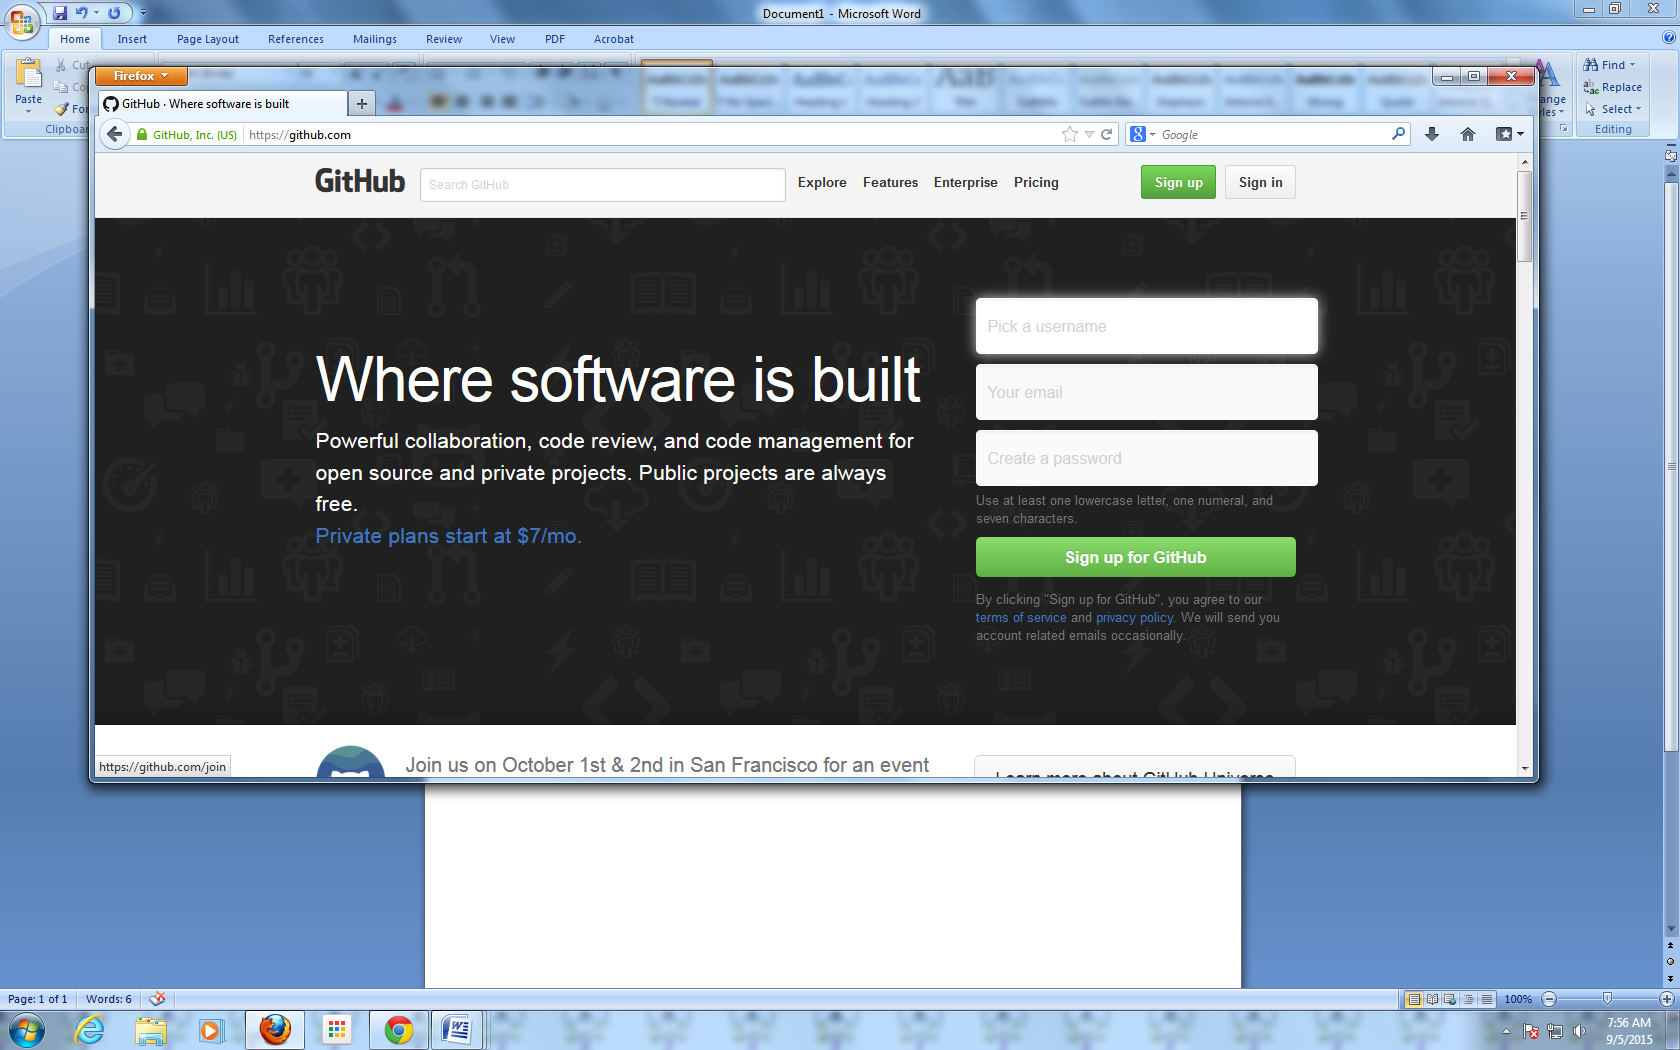 Document1 - Microsoft Word
Home Insert Page Layout References Mailings Review View PDF Acrobat
Paste
Cut
Clipboard
Find
Replace
Select
Editing
Firefox
GitHub · Where software is built
GitHub, Inc. (US) https://github.com Google
GitHub Search GitHub Explore Features Enterprise Pricing Sign up Sign in
Where software is built
Powerful collaboration, code review, and code management for
open source and private projects. Public projects are always
free.
Private plans start at $7/mo.
Pick a username
Your email
Create a password
Use at least one lowercase letter, one numeral, and
seven characters.
Sign up for GitHub
By clicking "Sign up for GitHub", you agree to our
terms of service and privacy policy. We will send you
account related emails occasionally.
Join us on October 1st & 2nd in San Francisco for an event
Learn more about GitHub Universe
https://github.com/join
Page: 1 of 1 Words: 6 100%
7:56 AM
9/5/2015